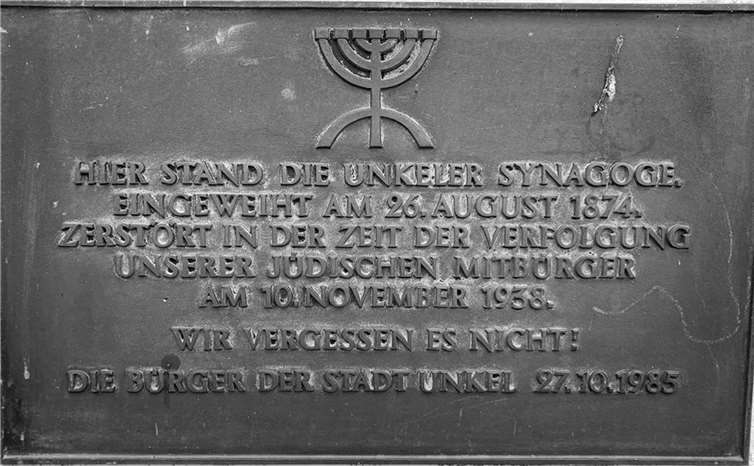 HIER STAND DIE UNKELER SYNAGOGE.
EINGEWEIHT AM 26. AUGUST 1874.
ZERSTÖRT IN DER ZEIT DER VERFOLGUNG
UNSERER JÜDISCHEN MITBÜRGER
AM 10. NOVEMBER 1938.
WIR VERGESSEN ES NICHT!
DIE BÜRGER DER STADT UNKEL 27.10.1985